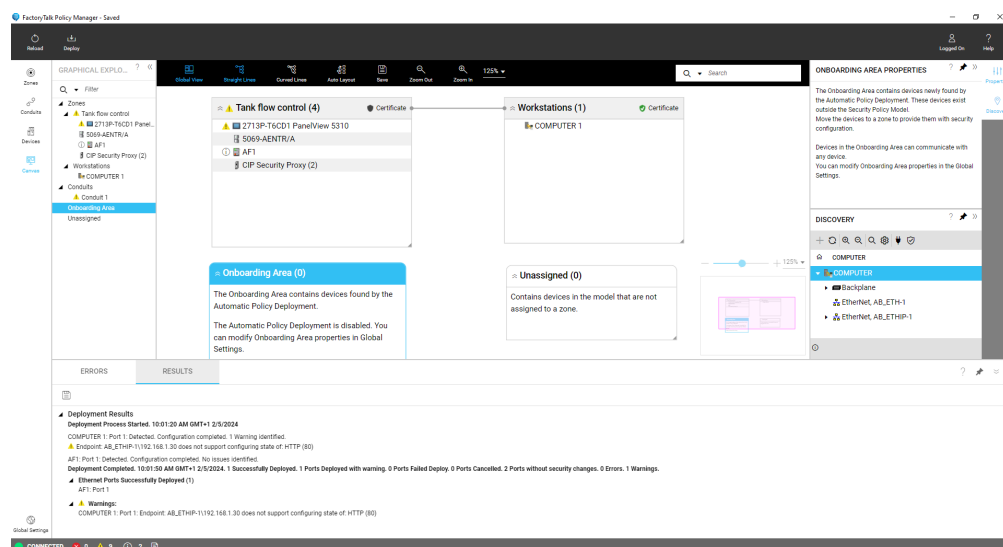 FactoryTalk Policy Manager - Saved
Reload
Deploy
Logged On
Help
Zones
Conduits
Devices
Canvas
Global Settings
GRAPHICAL EXPLO... ? «
Filter
Zones
Tank flow control
2713P-T6CD1 Panel...
5069-AENTR/A
AF1
CIP Security Proxy (2)
Workstations
COMPUTER 1
Conduits
Conduit 1
Onboarding Area
Unassigned
Global View
Straight Lines
Curved Lines
Auto Layout
Save
Zoom Out
Zoom In
125%
Search
Tank flow control (4)
Certificate
2713P-T6CD1 PanelView 5310
5069-AENTR/A
AF1
CIP Security Proxy (2)
Workstations (1)
Certificate
COMPUTER 1
Onboarding Area (0)
The Onboarding Area contains devices found by the
Automatic Policy Deployment.
The Automatic Policy Deployment is disabled. You
can modify Onboarding Area properties in Global
Settings.
Unassigned (0)
Contains devices in the model that are not
assigned to a zone.
125%
ONBOARDING AREA PROPERTIES ? »
The Onboarding Area contains devices newly found by
the Automatic Policy Deployment. These devices exist
outside the Security Policy Model.
Move the devices to a zone to provide them with security
configuration.
Devices in the Onboarding Area can communicate with
any device.
You can modify Onboarding Area properties in the Global
Settings.
Propert
Discove
DISCOVERY ? »
COMPUTER
COMPUTER
Backplane
EtherNet, AB_ETH-1
EtherNet, AB_ETHIP-1
ERRORS
RESULTS
?
Deployment Results
Deployment Process Started. 10:01:20 AM GMT+1 2/5/2024
COMPUTER 1: Port 1: Detected. Configuration completed. 1 Warning identified.
Endpoint: AB_ETHIP-1\192.168.1.30 does not support configuring state of: HTTP (80)
AF1: Port 1: Detected. Configuration completed. No issues identified.
Deployment Completed. 10:01:50 AM GMT+1 2/5/2024. 1 Successfully Deployed. 1 Ports Deployed with warning. 0 Ports Failed Deploy. 0 Ports Cancelled. 2 Ports without security changes. 0 Errors. 1 Warnings.
Ethernet Ports Successfully Deployed (1)
AF1: Port 1
Warnings:
COMPUTER 1: Port 1: Endpoint: AB_ETHIP-1\192.168.1.30 does not support configuring state of: HTTP (80)
CONNECTED